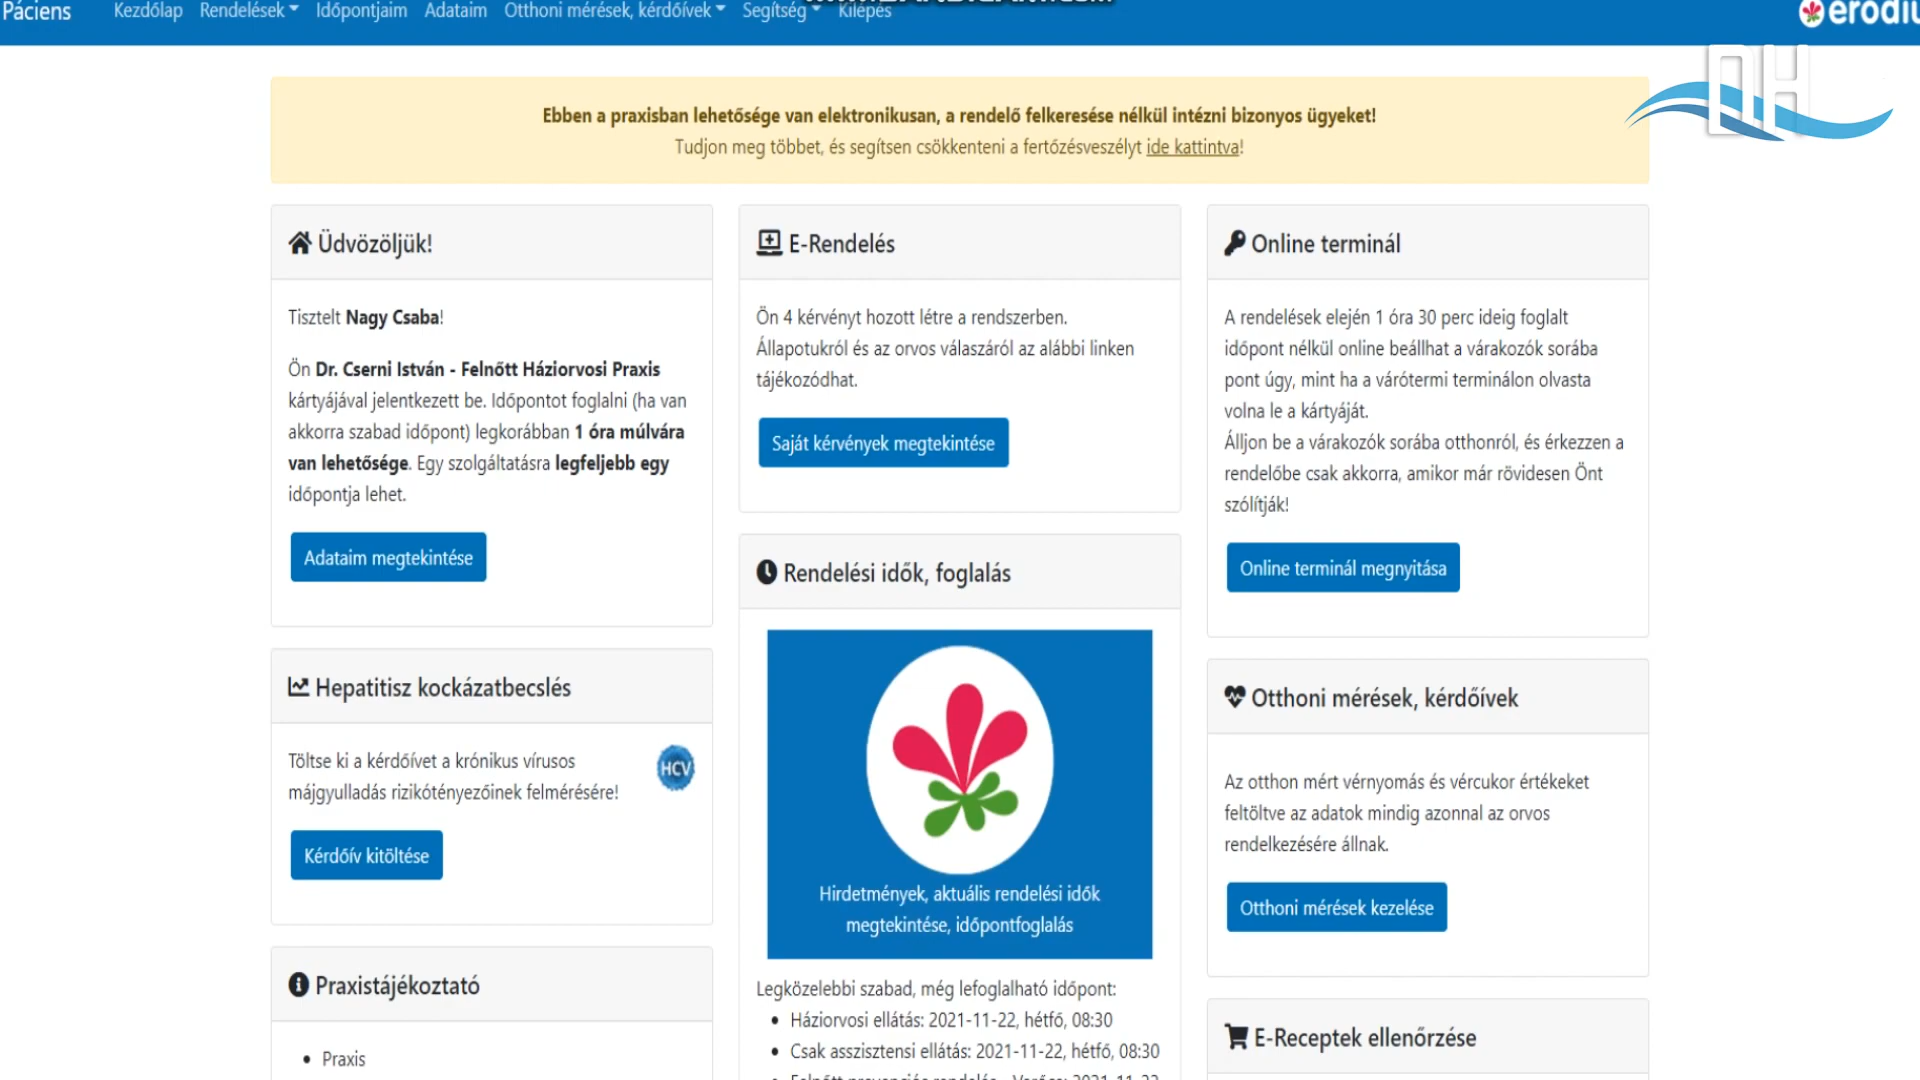 Páciens
Kezdőlap
Rendelések
Időpontjaim
Adataim
Otthoni mérések, kérdőívek
Segítség
Kilépés
NH
Ebben a praxisban lehetősége van elektronikusan, a rendelő felkeresése nélkül intézni bizonyos ügyeket!
Tudjon meg többet, és segítsen csökkenteni a fertőzésveszélyt ide kattintva!
Üdvözöljük!
Tisztelt Nagy Csaba!
Ön Dr. Cserni István - Felnőtt Háziorvosi Praxis
kártyájával jelentkezett be. Időpontot foglalni (ha van
akkorra szabad időpont) legkorábban 1 óra múlvára
van lehetősége. Egy szolgáltatásra legfeljebb egy
időpontja lehet.
Adataim megtekintése
Hepatitisz kockázatbecslés
Töltse ki a kérdőívet a krónikus vírusos
májgyulladás rizikótényezőinek felmérésére!
HCV
Kérdőív kitöltése
Praxistájékoztató
Praxis
E-Rendelés
Ön 4 kérvényt hozott létre a rendszerben.
Állapotukról és az orvos válaszáról az alábbi linken
tájékozódhat.
Saját kérvények megtekintése
Rendelési idők, foglalás
Hirdetmények, aktuális rendelési idők
megtekintése, időpontfoglalás
Legközelebbi szabad, még lefoglalható időpont:
Háziorvosi ellátás: 2021-11-22, hétfő, 08:30
Csak asszisztensi ellátás: 2021-11-22, hétfő, 08:30
Online terminál
A rendelések elején 1 óra 30 perc ideig foglalt
időpont nélkül online beállhat a várakozók sorába
pont úgy, mint ha a várótermi terminálon olvasta
volna le a kártyáját.
Álljon be a várakozók sorába otthonról, és érkezzen a
rendelőbe csak akkorra, amikor már rövidesen Önt
szólítják!
Online terminál megnyitása
Otthoni mérések, kérdőívek
Az otthon mért vérnyomás és vércukor értékeket
feltöltve az adatok mindig azonnal az orvos
rendelkezésére állnak.
Otthoni mérések kezelése
E-Receptek ellenőrzése